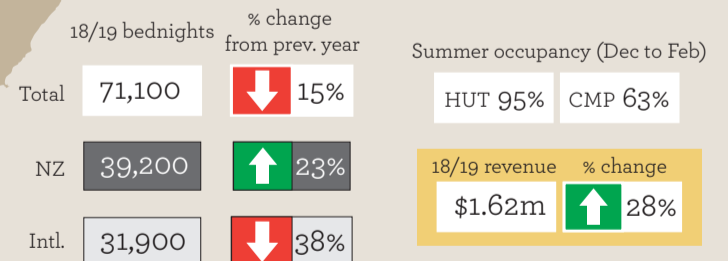 18/19 bednights
% change
from prev. year
Total 71,100 15%
NZ 39,200 23%
Intl. 31,900 38%
Summer occupancy (Dec to Feb)
HUT 95% CMP 63%
18/19 revenue % change
$1.62m 28%